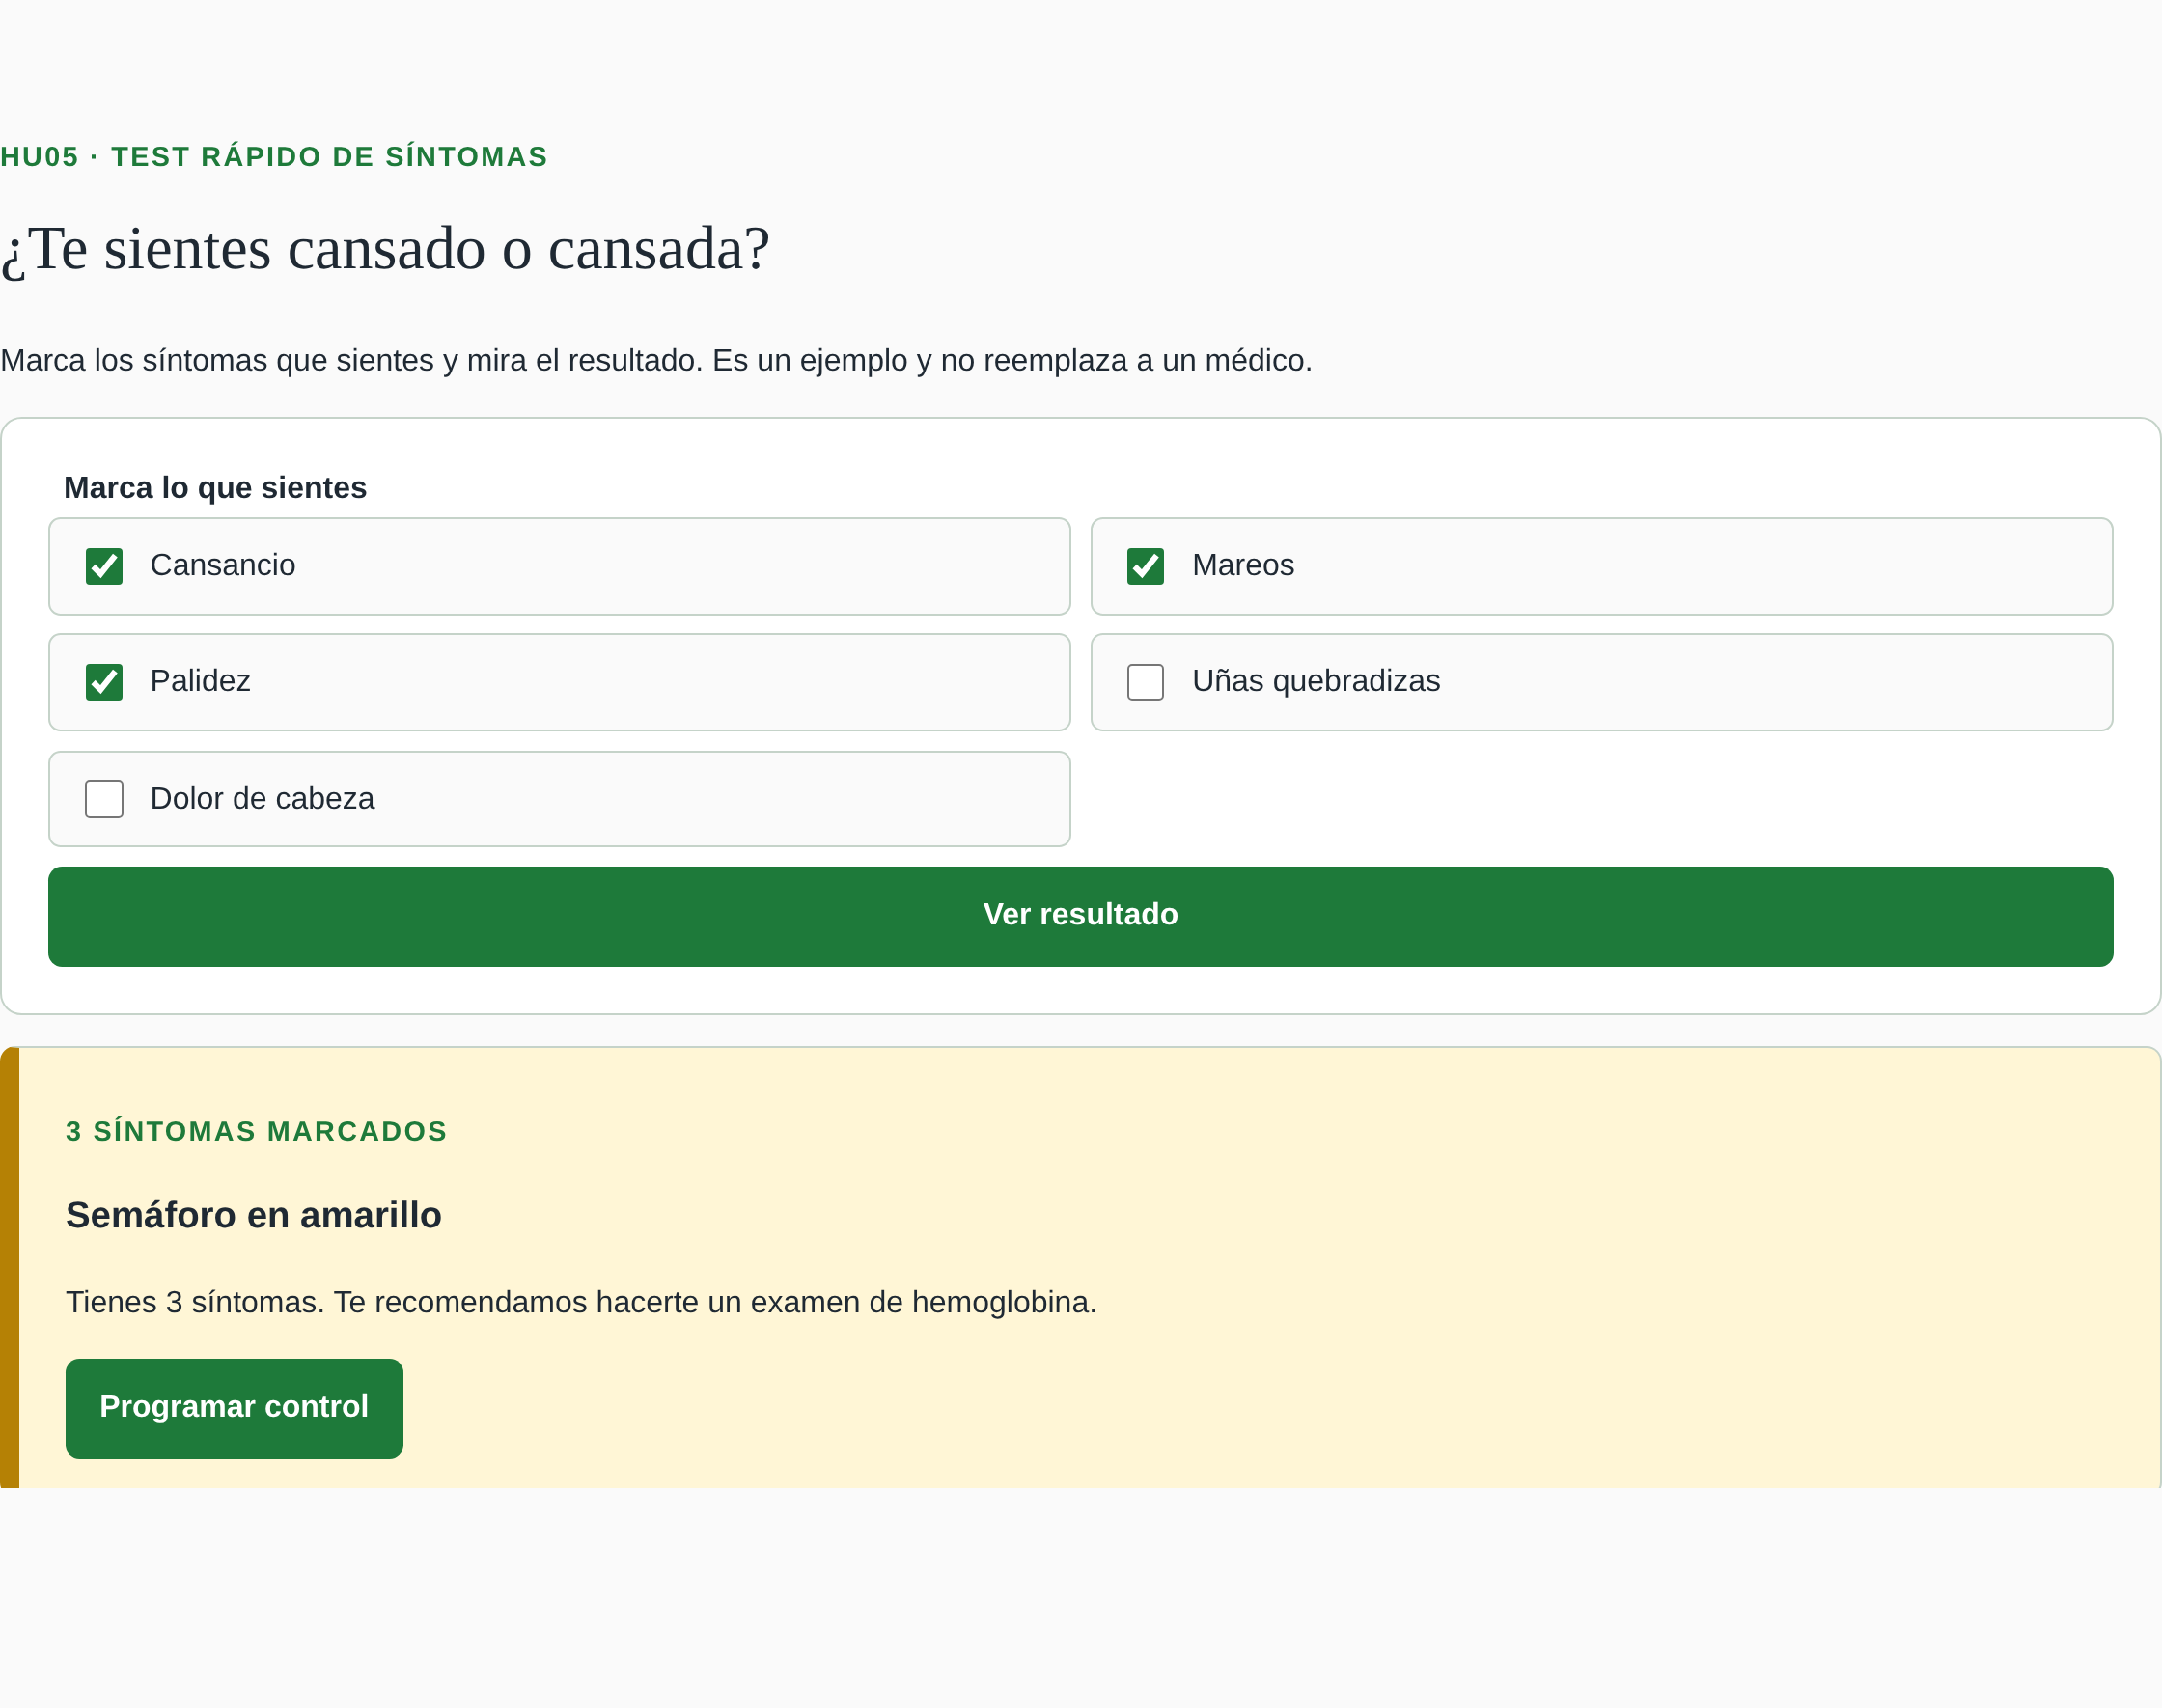 HU05 · TEST RÁPIDO DE SÍNTOMAS
¿Te sientes cansado o cansada?
Marca los síntomas que sientes y mira el resultado. Es un ejemplo y no reemplaza a un médico.
Marca lo que sientes
Cansancio
Mareos
Palidez
Uñas quebradizas
Dolor de cabeza
Ver resultado
3 SÍNTOMAS MARCADOS
Semáforo en amarillo
Tienes 3 síntomas. Te recomendamos hacerte un examen de hemoglobina.
Programar control